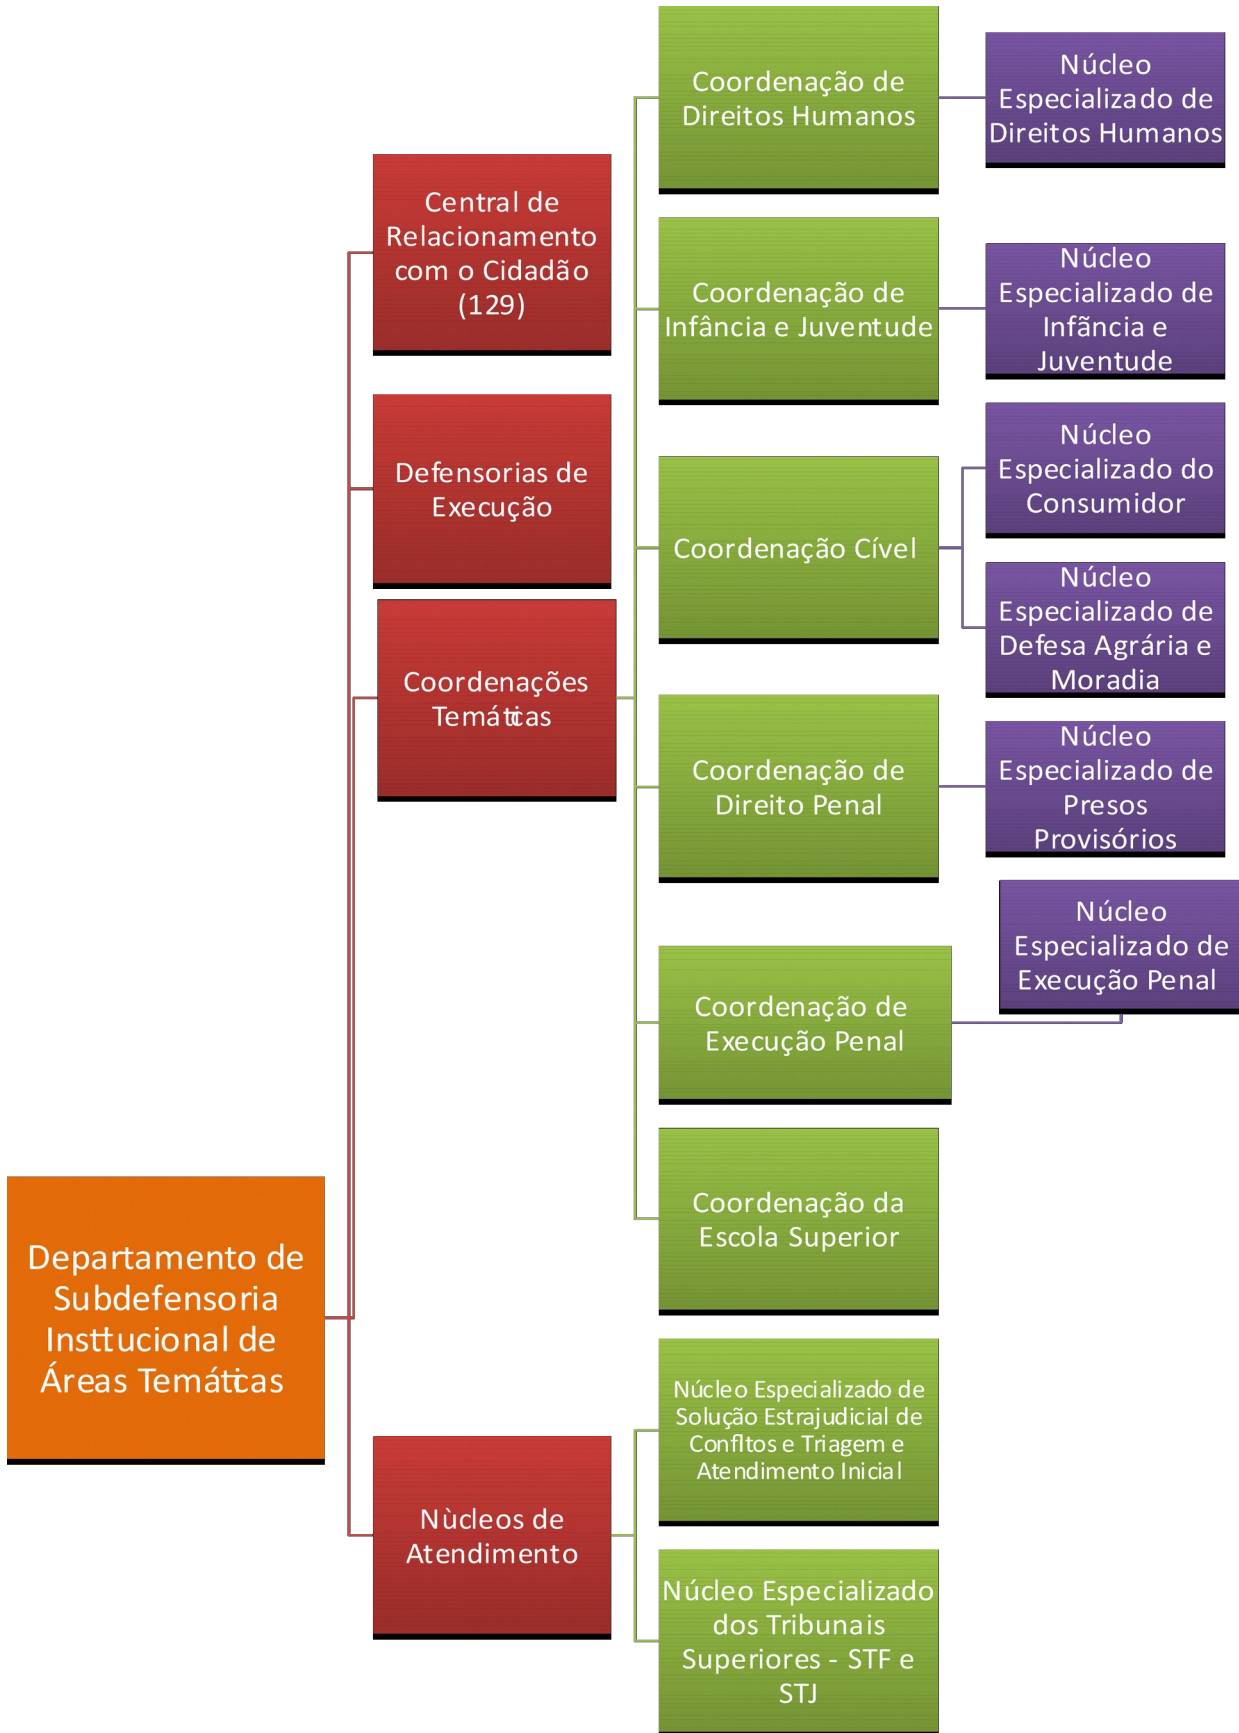 Departamento de
Subdefensoria
Insttucional de
Áreas Temátcas
Central de
Relacionamento
com o Cidadão
(129)
Defensorias de
Execução
Coordenações
Temátcas
Coordenação de
Direitos Humanos
Núcleo
Especializado de
Direitos Humanos
Coordenação de
Infância e Juventude
Núcleo
Especializado de
Infãncia e
Juventude
Coordenação Cível
Núcleo
Especializado do
Consumidor
Núcleo
Especializado de
Defesa Agrária e
Moradia
Coordenação de
Direito Penal
Núcleo
Especializado de
Presos
Provisórios
Coordenação de
Execução Penal
Núcleo
Especializado de
Execução Penal
Coordenação da
Escola Superior
Nùcleos de
Atendimento
Núcleo Especializado de
Solução Estrajudicial de
Confltos e Triagem e
Atendimento Inicial
Núcleo Especializado
dos Tribunais
Superiores - STF e
STJ